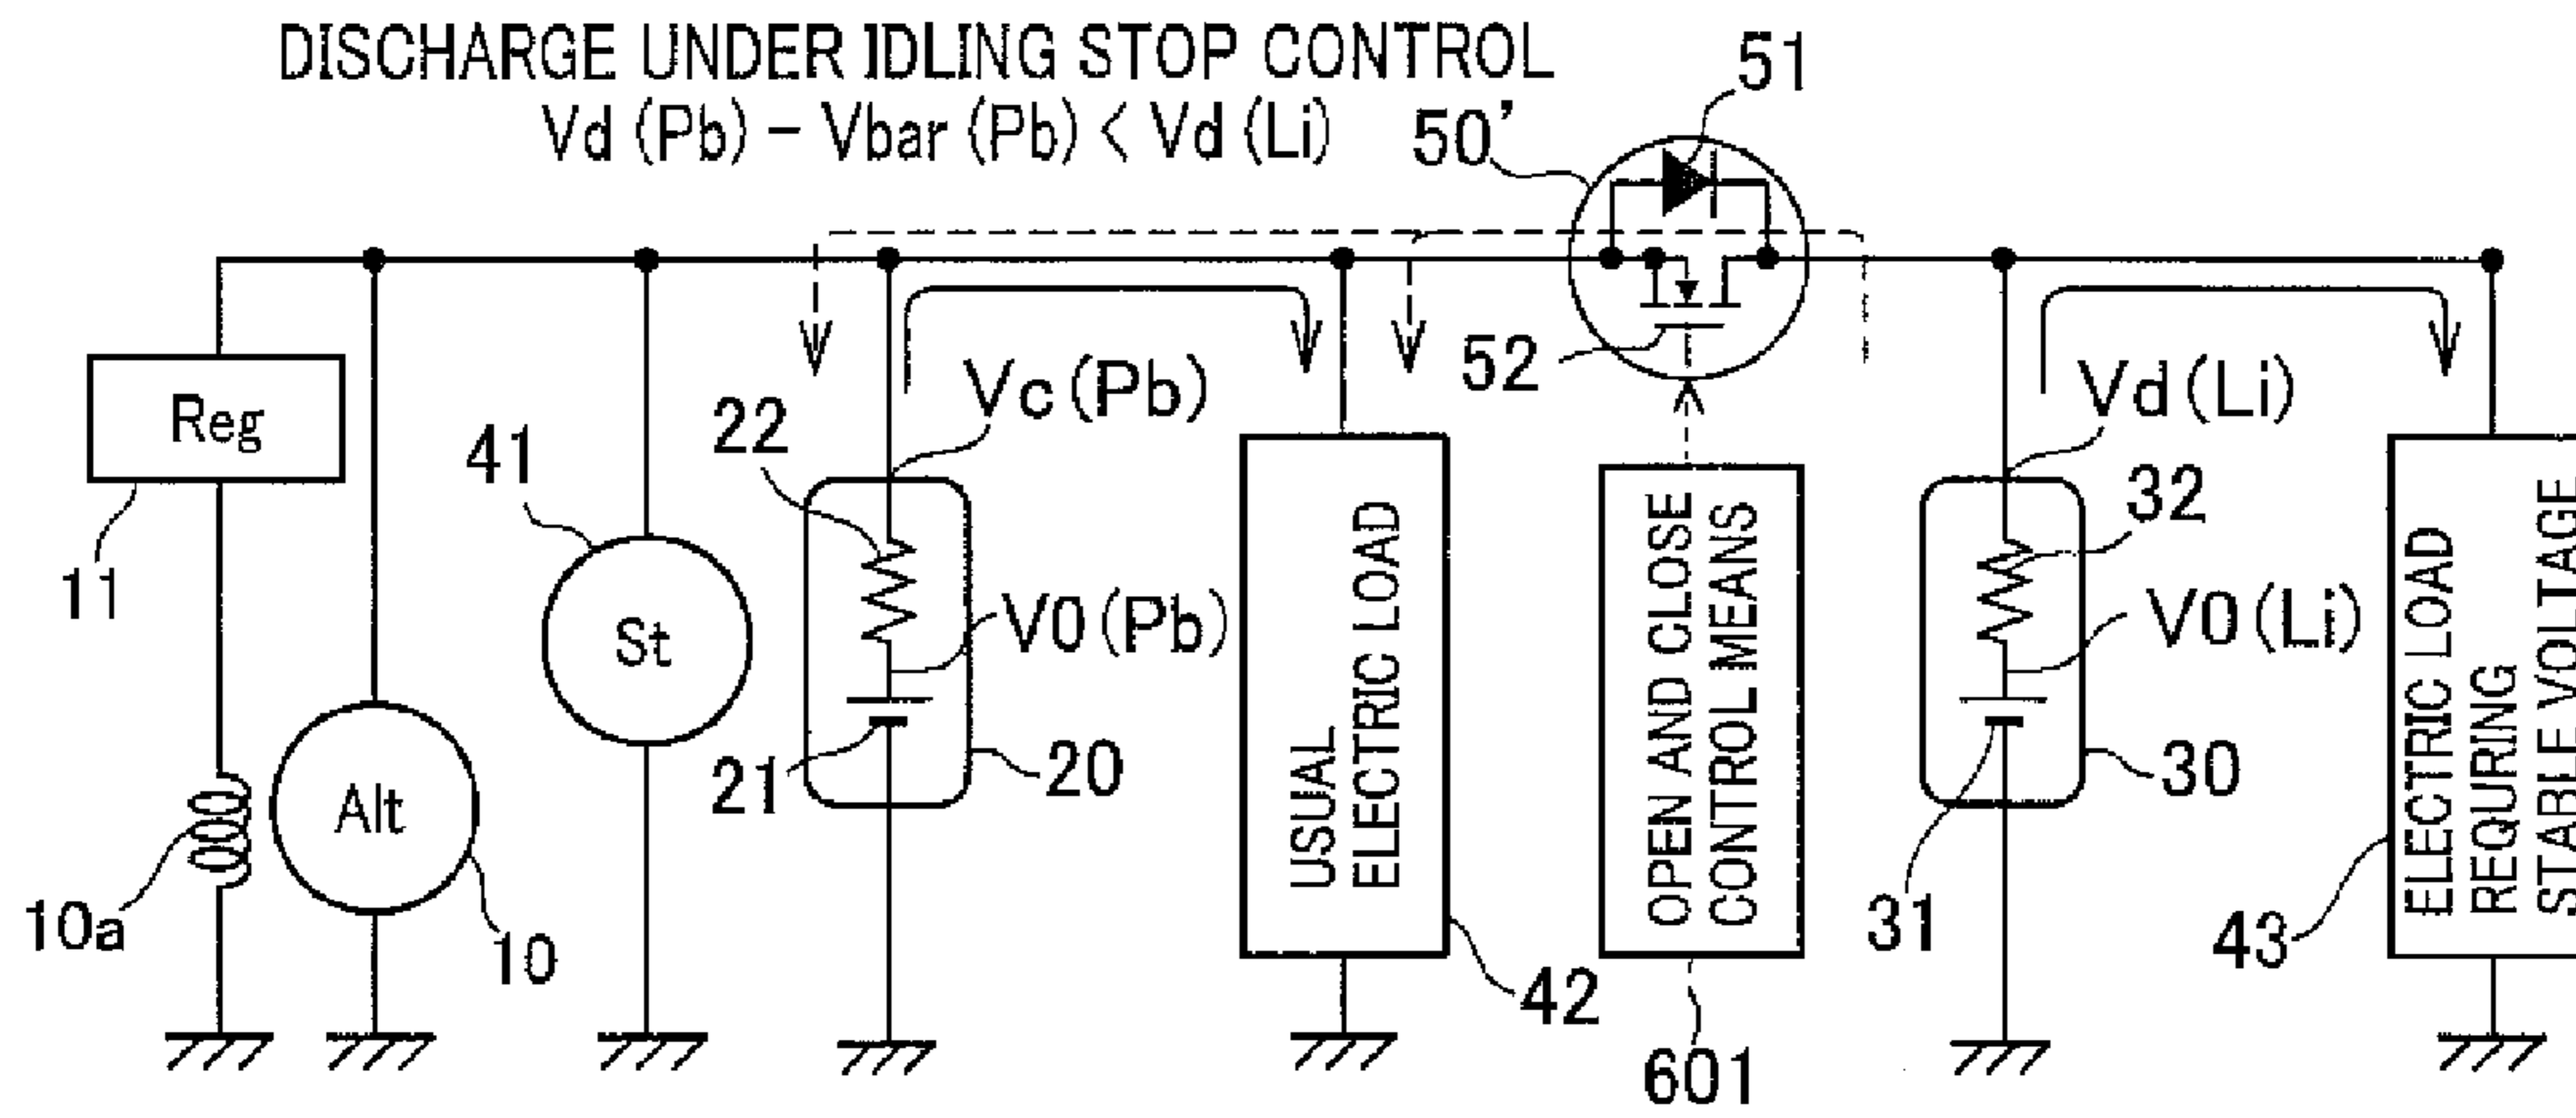 DISCHARGE UNDER IDLING STOP CONTROL
Vd (Pb) - Vbar (Pb) < Vd (Li)
50'
51
52
Reg
11
41
22
Vc (Pb)
Vd (Li)
32
V0 (Pb)
V0 (Li)
St
Alt
21
20
10a
10
USUAL
ELECTRIC LOAD
42
OPEN AND CLOSE
CONTROL MEANS
601
31
30
43
ELECTRIC LOAD
REQURING
STABLE VOLTAGE